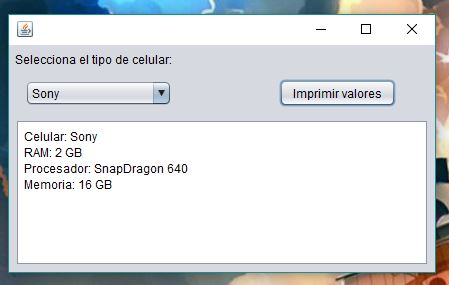 Selecciona el tipo de celular:
Sony
Imprimir valores
Celular: Sony
RAM: 2 GB
Procesador: SnapDragon 640
Memoria: 16 GB